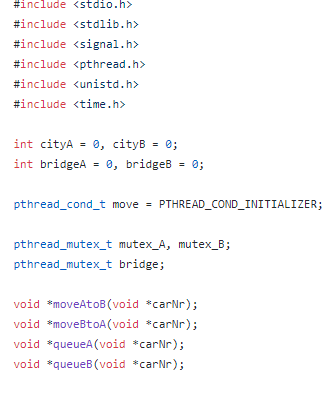 #include <stdio.h>
#include <stdlib.h>
#include <signal.h>
#include <pthread.h>
#include <unistd.h>
#include <time.h>
int cityA = 0, cityB = 0;
int bridgeA = 0, bridgeB = 0;
pthread_cond_t move = PTHREAD_COND_INITIALIZER;
pthread_mutex_t mutex_A, mutex_B;
pthread_mutex_t bridge;
void *moveAtoB(void *carNr);
void *moveBtoA(void *carNr);
void *queueA(void *carNr);
void *queueB(void *carNr);